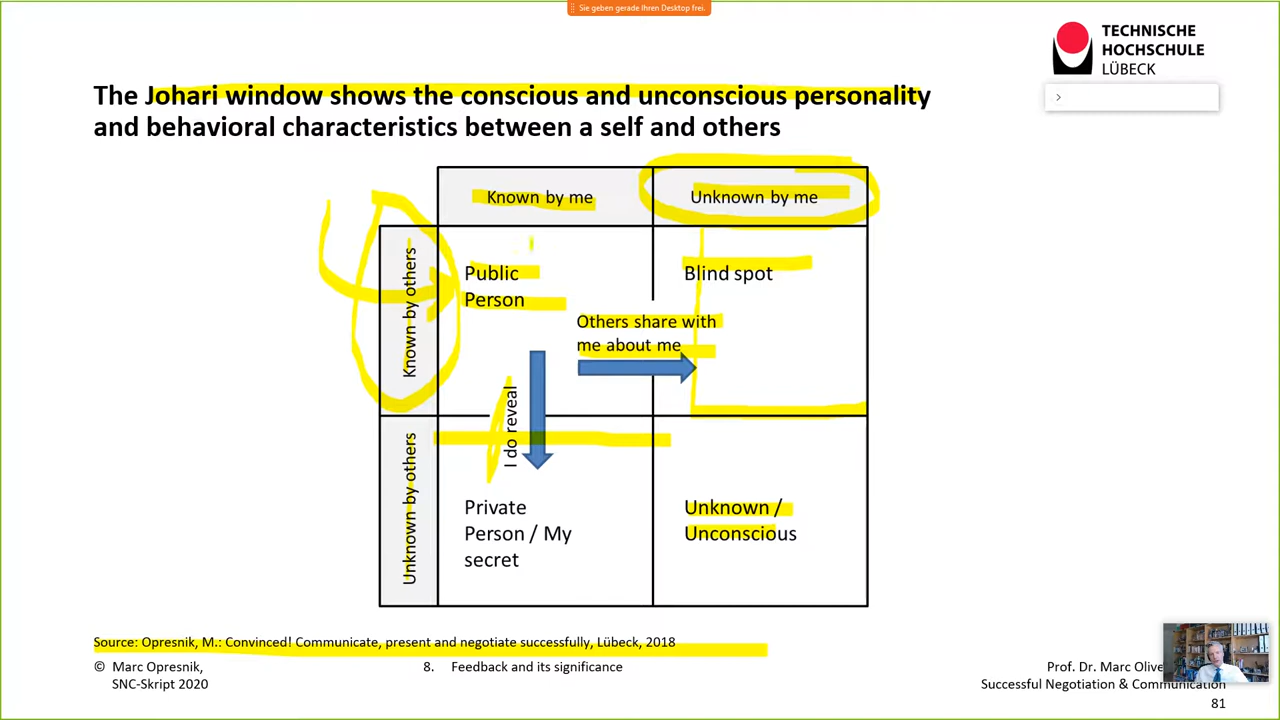 Sie geben gerade Ihren Desktop frei.
TECHNISCHE
HOCHSCHULE
LÜBECK
The Johari window shows the conscious and unconscious personality
and behavioral characteristics between a self and others
Known by me
Unknown by me
Known by others
Public
Person
Blind spot
Others share with
me about me
I do reveal
Unknown by others
Private
Person / My
secret
Unknown /
Unconscious
Source: Opresnik, M.: Convinced! Communicate, present and negotiate successfully, Lübeck, 2018
© Marc Opresnik,
SNC-Skript 2020
8. Feedback and its significance
Prof. Dr. Marc Olive
Successful Negotiation & Communication
81